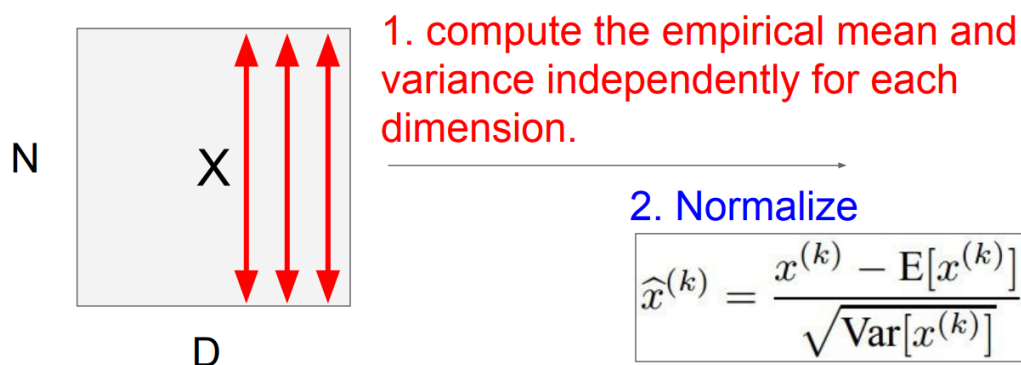 1. compute the empirical mean and
variance independently for each
dimension.
N
X
D
2. Normalize
x̂^(k) = (x^(k) − E[x^(k)]) / √Var[x^(k)]